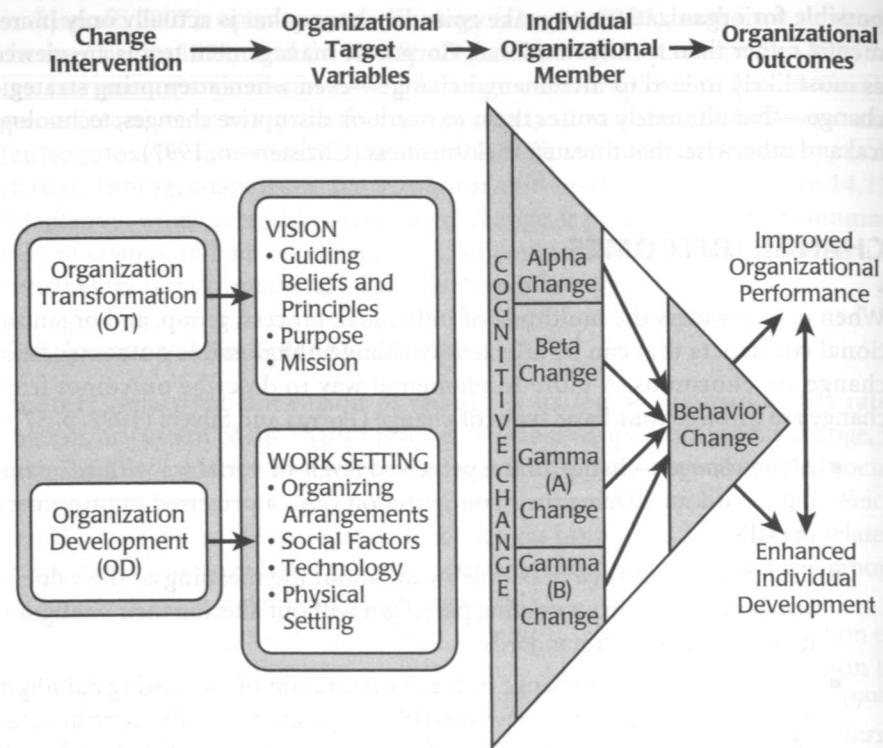 Change
Intervention
Organizational
Target
Variables
Individual
Organizational
Member
Organizational
Outcomes
Organization
Transformation
(OT)
VISION
• Guiding
Beliefs and
Principles
• Purpose
• Mission
Organization
Development
(OD)
WORK SETTING
• Organizing
Arrangements
• Social Factors
• Technology
• Physical
Setting
COGNITIVE CHANGE
Alpha
Change
Beta
Change
Gamma
(A)
Change
Gamma
(B)
Change
Behavior
Change
Improved
Organizational
Performance
Enhanced
Individual
Development